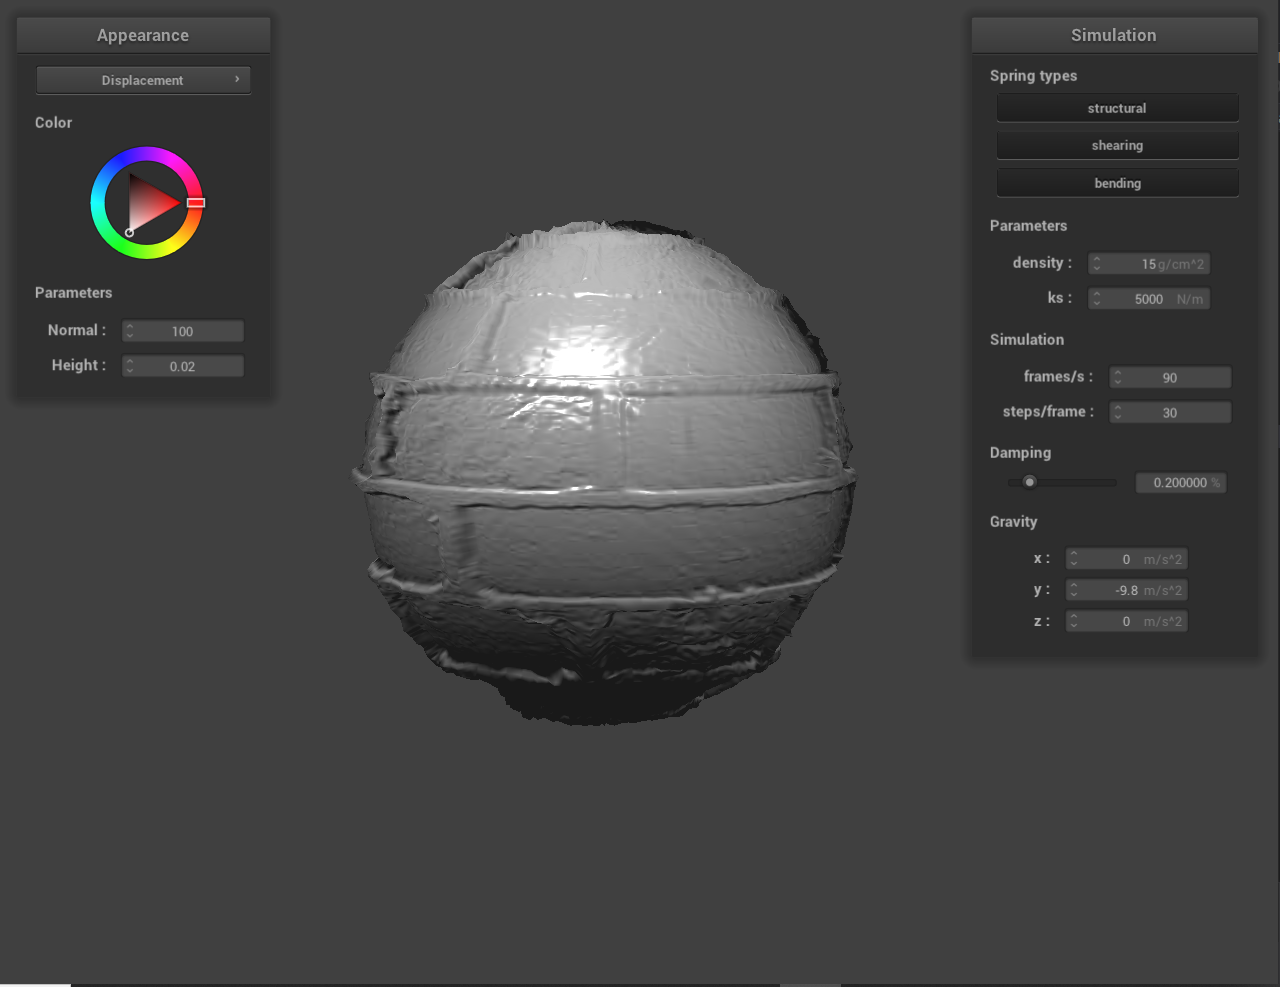 Appearance
Displacement ›
Color
Parameters
Normal : 100
Height : 0.02
Simulation
Spring types
structural
shearing
bending
Parameters
density : 15 g/cm^2
ks : 5000 N/m
Simulation
frames/s : 90
steps/frame : 30
Damping
0.200000 %
Gravity
x : 0 m/s^2
y : -9.8 m/s^2
z : 0 m/s^2